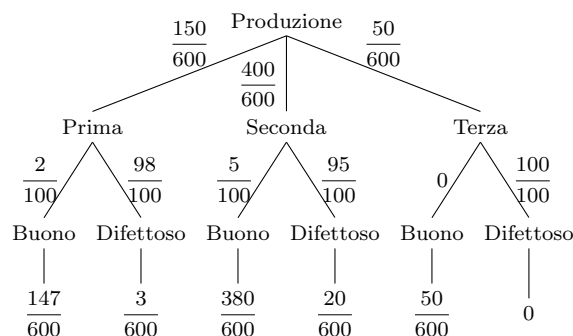 Produzione
150/600 400/600 50/600
Prima Seconda Terza
2/100 98/100 5/100 95/100 0 100/100
Buono Difettoso Buono Difettoso Buono Difettoso
147/600 3/600 380/600 20/600 50/600 0